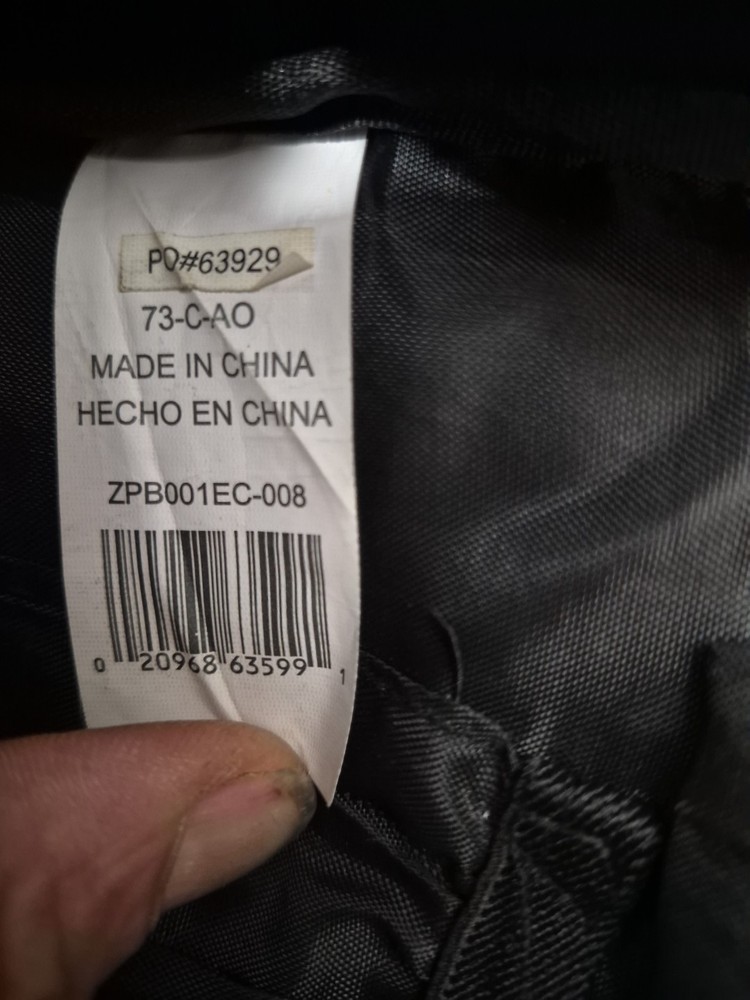 PO#63929
73-C-AO
MADE IN CHINA
HECHO EN CHINA
ZPB001EC-008
0 20968 63599 1